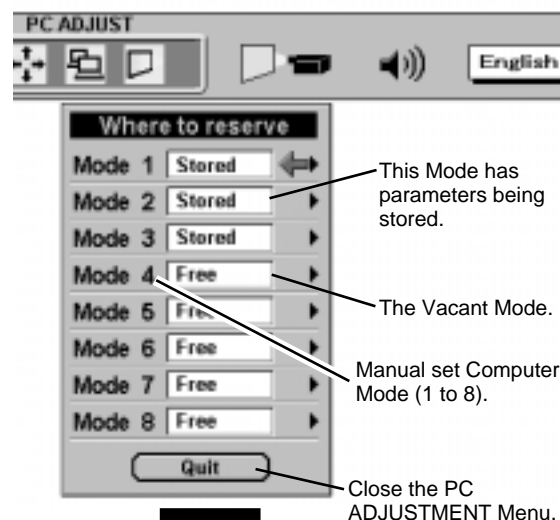 PC ADJUST
English
Where to reserve
Mode 1 Stored
Mode 2 Stored
Mode 3 Stored
Mode 4 Free
Mode 5 Free
Mode 6 Free
Mode 7 Free
Mode 8 Free
Quit
This Mode has
parameters being
stored.
The Vacant Mode.
Manual set Computer
Mode (1 to 8).
Close the PC
ADJUSTMENT Menu.